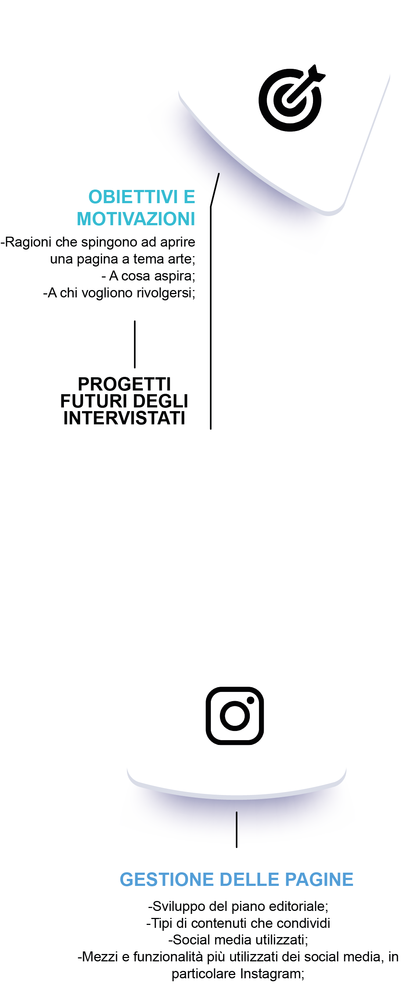 OBIETTIVI E
MOTIVAZIONI
-Ragioni che spingono ad aprire
una pagina a tema arte;
- A cosa aspira;
-A chi vogliono rivolgersi;
PROGETTI
FUTURI DEGLI
INTERVISTATI
GESTIONE DELLE PAGINE
-Sviluppo del piano editoriale;
-Tipi di contenuti che condividi
-Social media utilizzati;
-Mezzi e funzionalità più utilizzati dei social media, in
particolare Instagram;